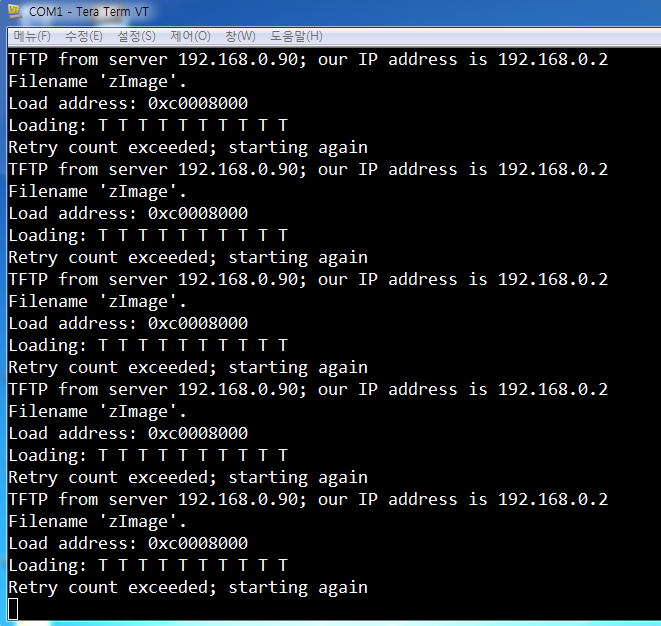 COM1 - Tera Term VT
메뉴(F) 수정(E) 설정(S) 제어(O) 창(W) 도움말(H)
TFTP from server 192.168.0.90; our IP address is 192.168.0.2
Filename 'zImage'.
Load address: 0xc0008000
Loading: T T T T T T T T T T
Retry count exceeded; starting again
TFTP from server 192.168.0.90; our IP address is 192.168.0.2
Filename 'zImage'.
Load address: 0xc0008000
Loading: T T T T T T T T T T
Retry count exceeded; starting again
TFTP from server 192.168.0.90; our IP address is 192.168.0.2
Filename 'zImage'.
Load address: 0xc0008000
Loading: T T T T T T T T T T
Retry count exceeded; starting again
TFTP from server 192.168.0.90; our IP address is 192.168.0.2
Filename 'zImage'.
Load address: 0xc0008000
Loading: T T T T T T T T T T
Retry count exceeded; starting again
TFTP from server 192.168.0.90; our IP address is 192.168.0.2
Filename 'zImage'.
Load address: 0xc0008000
Loading: T T T T T T T T T T
Retry count exceeded; starting again